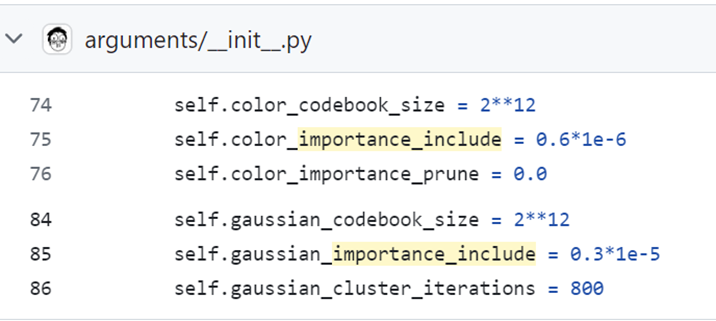 arguments/__init__.py
74 self.color_codebook_size = 2**12
75 self.color_importance_include = 0.6*1e-6
76 self.color_importance_prune = 0.0
84 self.gaussian_codebook_size = 2**12
85 self.gaussian_importance_include = 0.3*1e-5
86 self.gaussian_cluster_iterations = 800